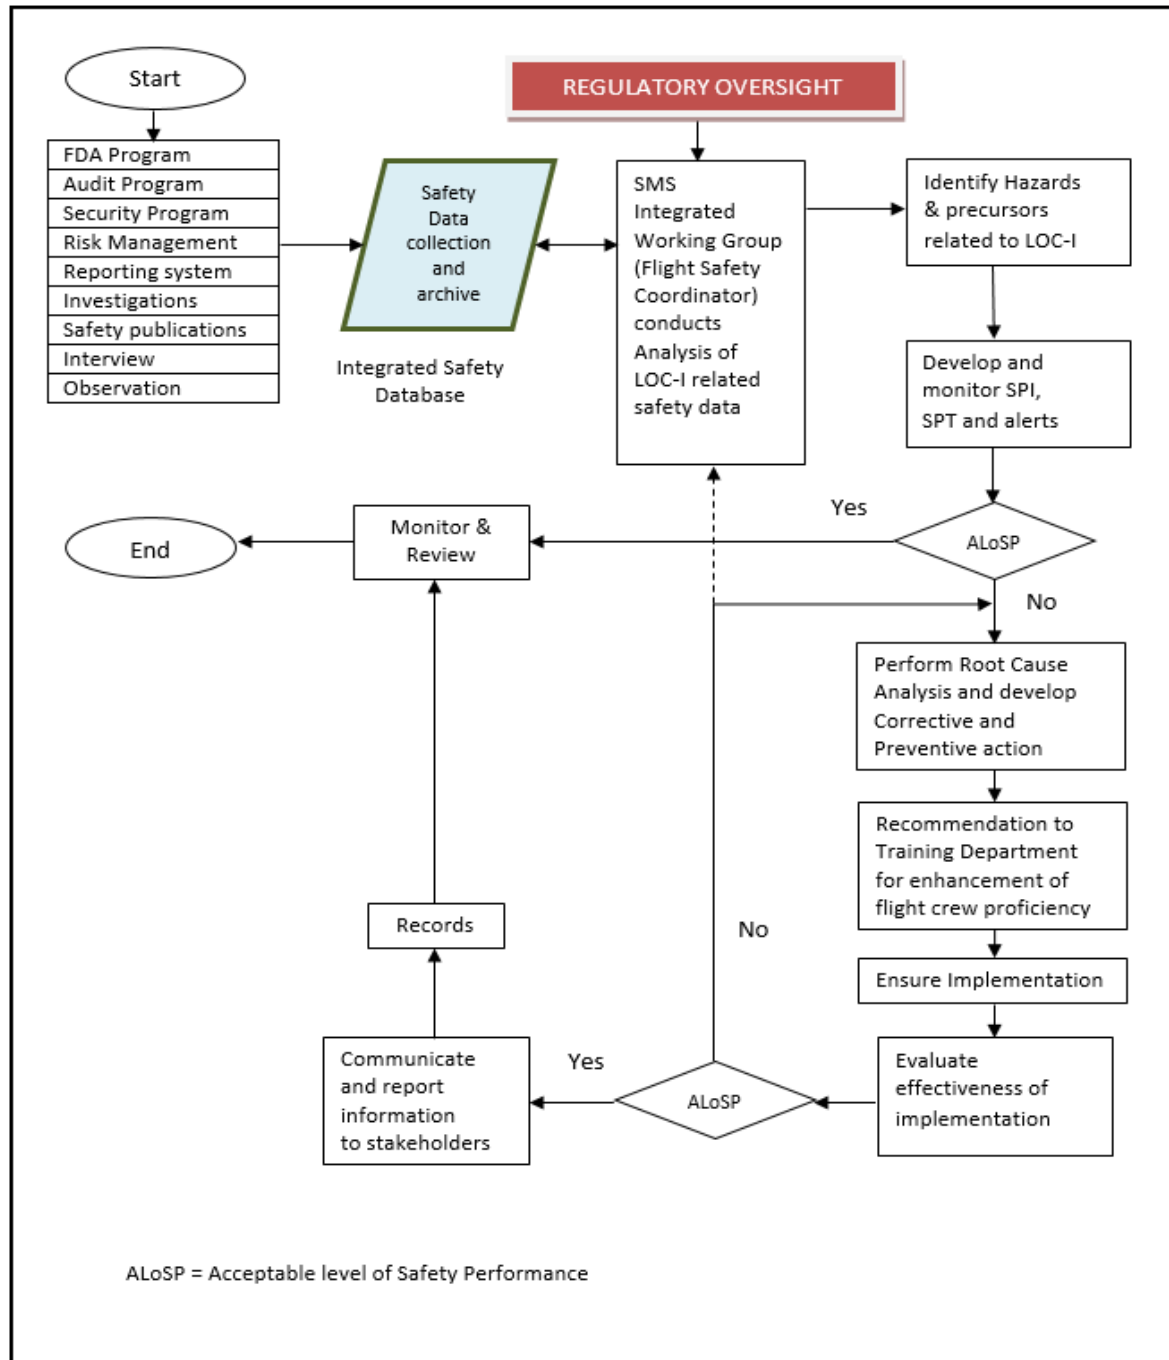 Start
REGULATORY OVERSIGHT
FDA Program
Audit Program
Security Program
Risk Management
Reporting system
Investigations
Safety publications
Interview
Observation
Safety
Data
collection
and
archive
Integrated Safety
Database
SMS
Integrated
Working Group
(Flight Safety
Coordinator)
conducts
Analysis of
LOC-I related
safety data
Identify Hazards
& precursors
related to LOC-I
Develop and
monitor SPI,
SPT and alerts
ALoSP
Yes
Monitor &
Review
End
No
Perform Root Cause
Analysis and develop
Corrective and
Preventive action
Recommendation to
Training Department
for enhancement of
flight crew proficiency
Ensure Implementation
Evaluate
effectiveness of
implementation
ALoSP
No
Yes
Communicate
and report
information
to stakeholders
Records
ALoSP = Acceptable level of Safety Performance